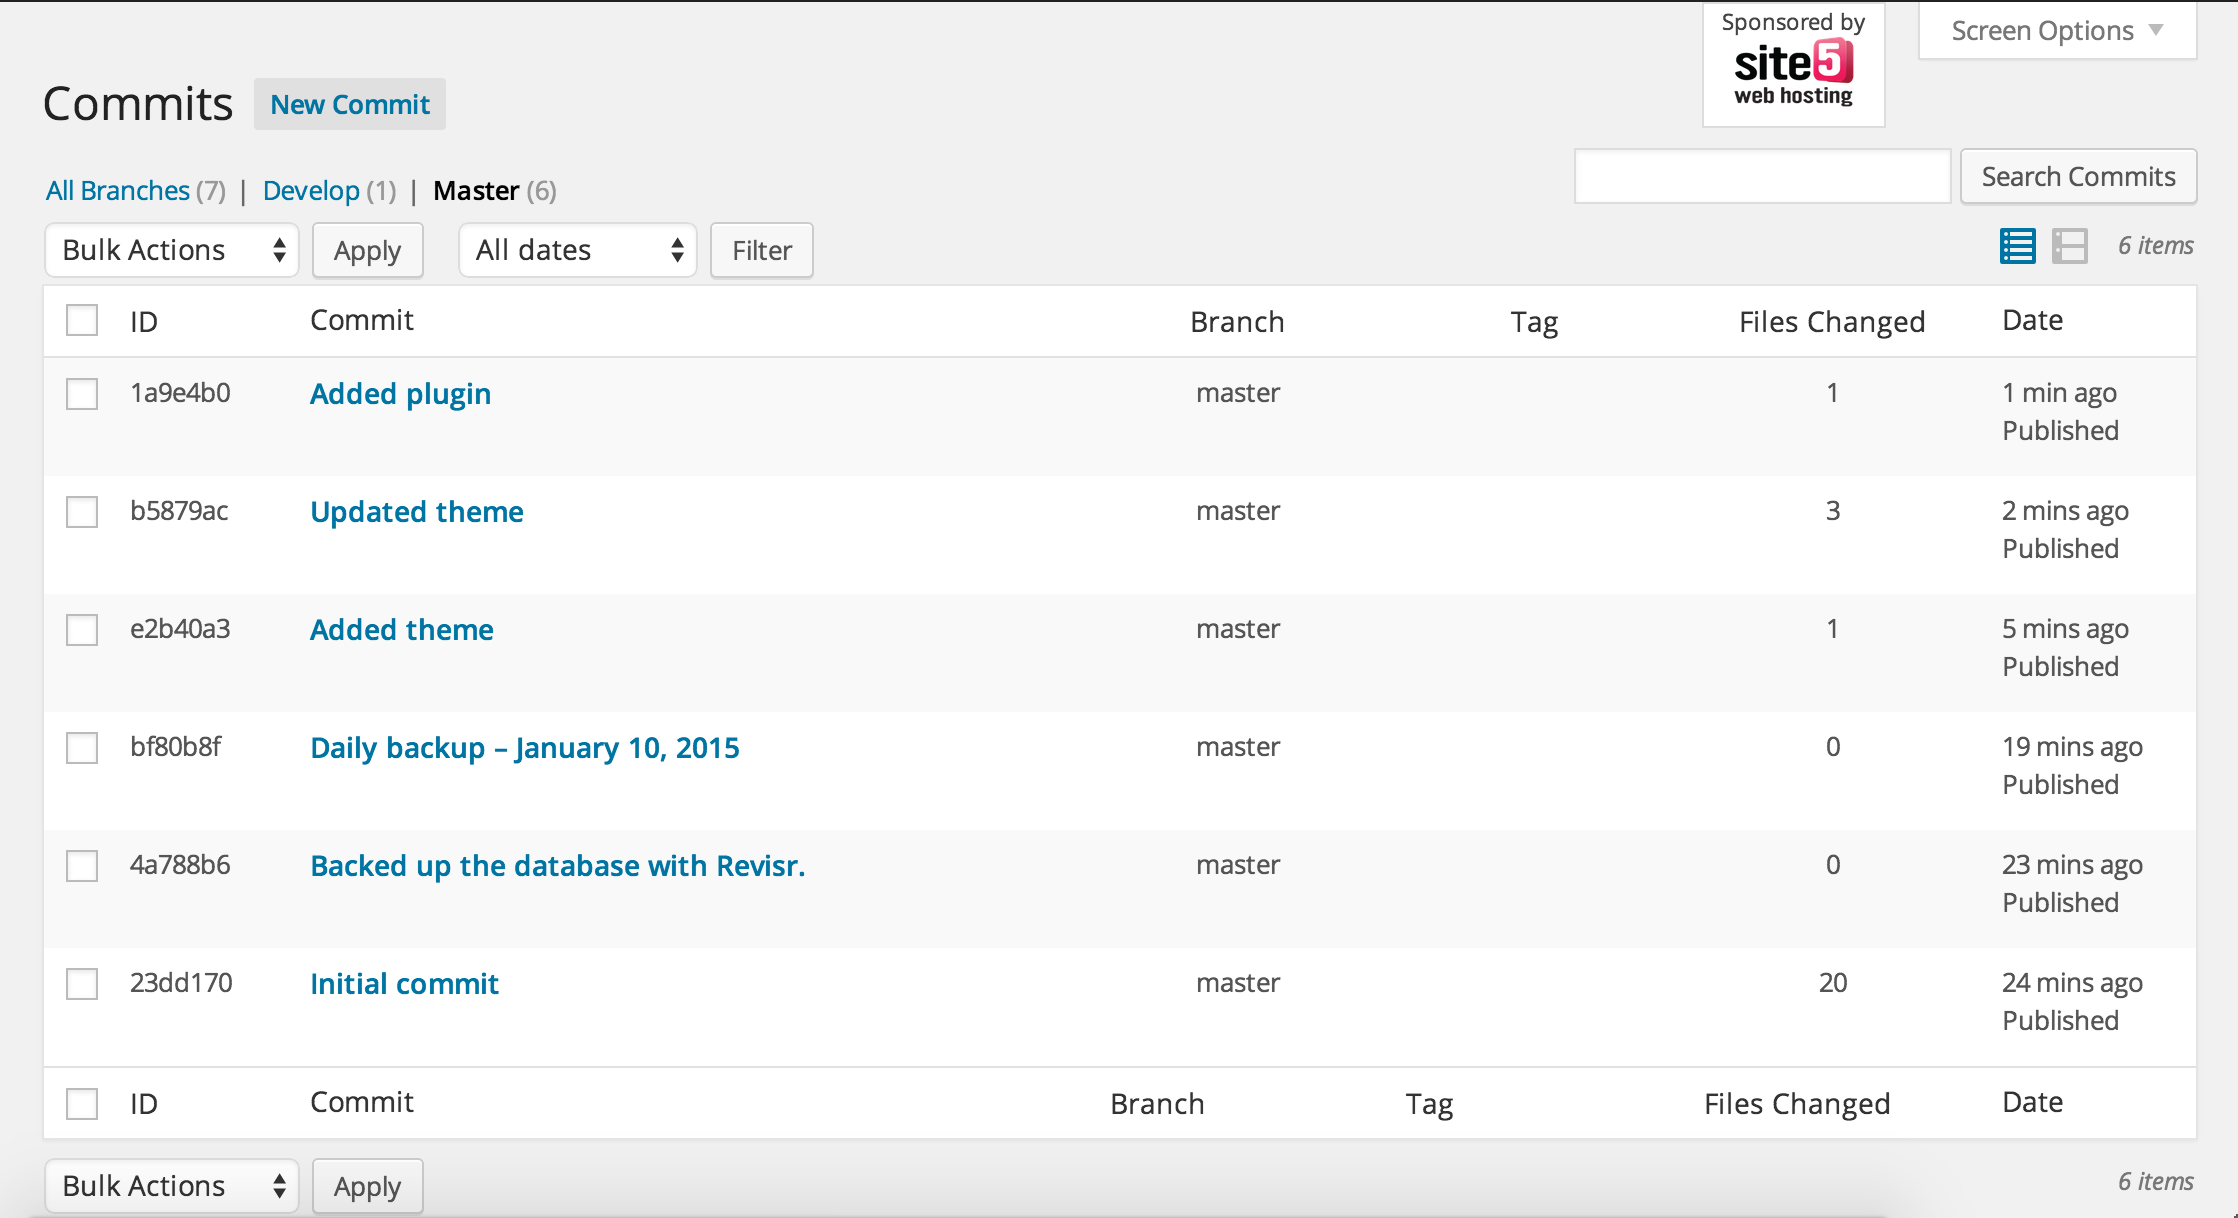 Sponsored by
site5
web hosting
Screen Options
Commits New Commit
All Branches (7) | Develop (1) | Master (6)
Search Commits
Bulk Actions Apply All dates Filter
6 items
ID Commit Branch Tag Files Changed Date
1a9e4b0 Added plugin master 1 1 min ago
Published
b5879ac Updated theme master 3 2 mins ago
Published
e2b40a3 Added theme master 1 5 mins ago
Published
bf80b8f Daily backup – January 10, 2015 master 0 19 mins ago
Published
4a788b6 Backed up the database with Revisr. master 0 23 mins ago
Published
23dd170 Initial commit master 20 24 mins ago
Published
ID Commit Branch Tag Files Changed Date
Bulk Actions Apply
6 items